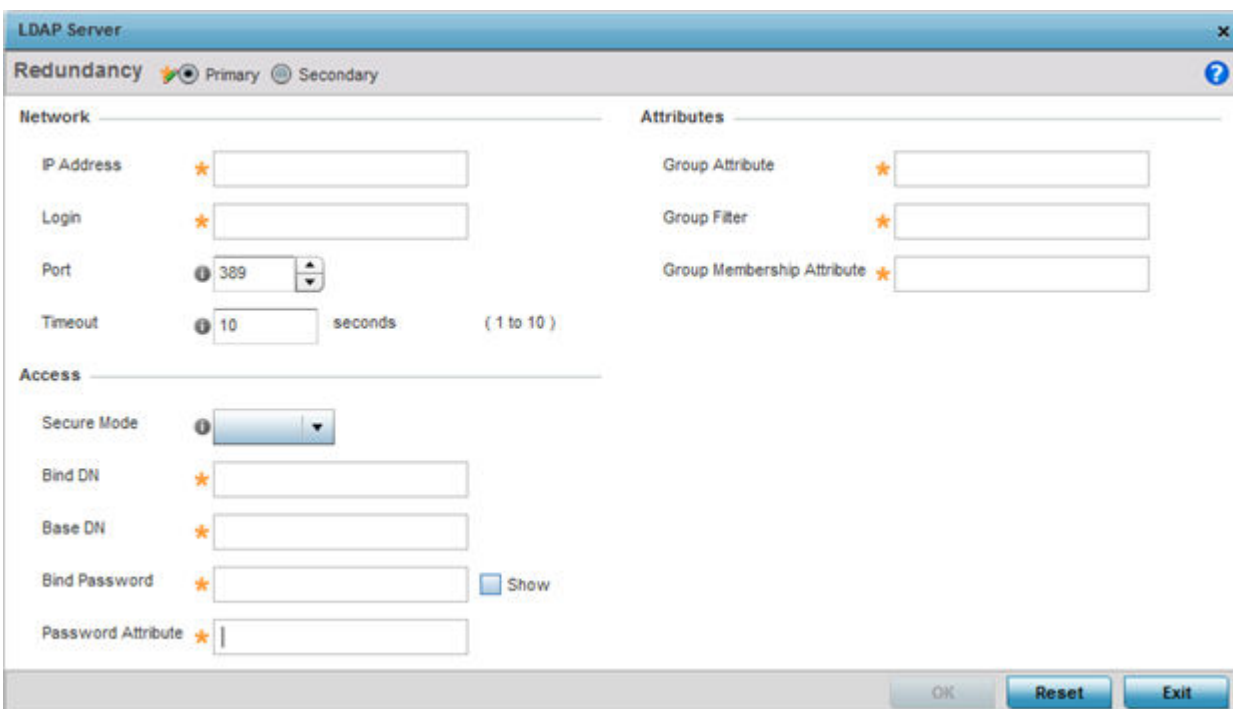 LDAP Server
Redundancy Primary Secondary
Network
IP Address
Login
Port 389
Timeout 10 seconds ( 1 to 10 )
Access
Secure Mode
Bind DN
Base DN
Bind Password Show
Password Attribute
Attributes
Group Attribute
Group Filter
Group Membership Attribute
OK Reset Exit